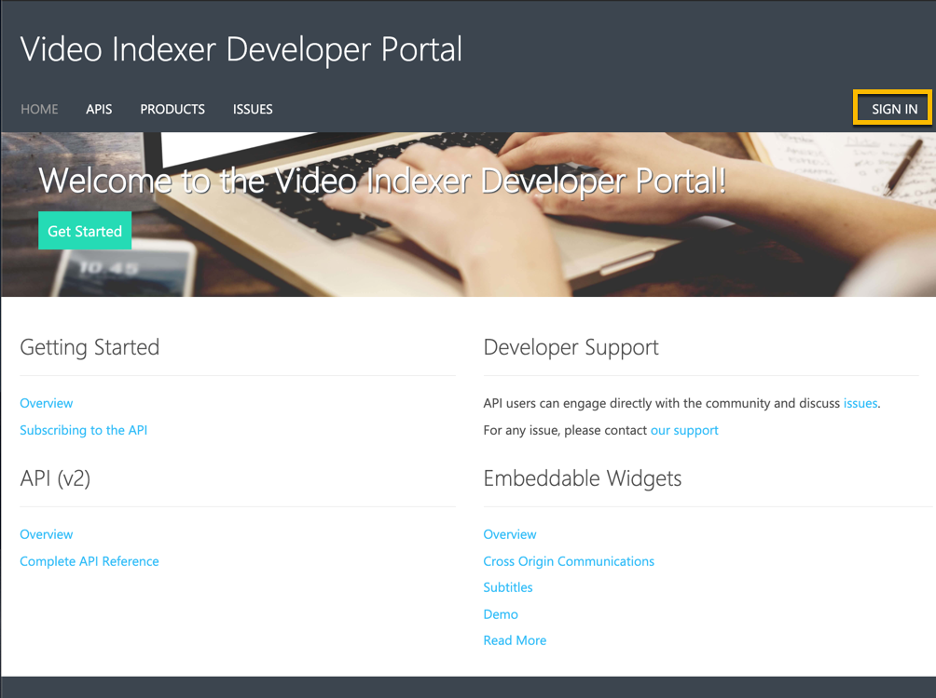 Video Indexer Developer Portal
HOME APIS PRODUCTS ISSUES SIGN IN
Welcome to the Video Indexer Developer Portal!
Get Started
10 45
Getting Started
Overview
Subscribing to the API
Developer Support
API users can engage directly with the community and discuss issues.
For any issue, please contact our support
API (v2)
Overview
Complete API Reference
Embeddable Widgets
Overview
Cross Origin Communications
Subtitles
Demo
Read More